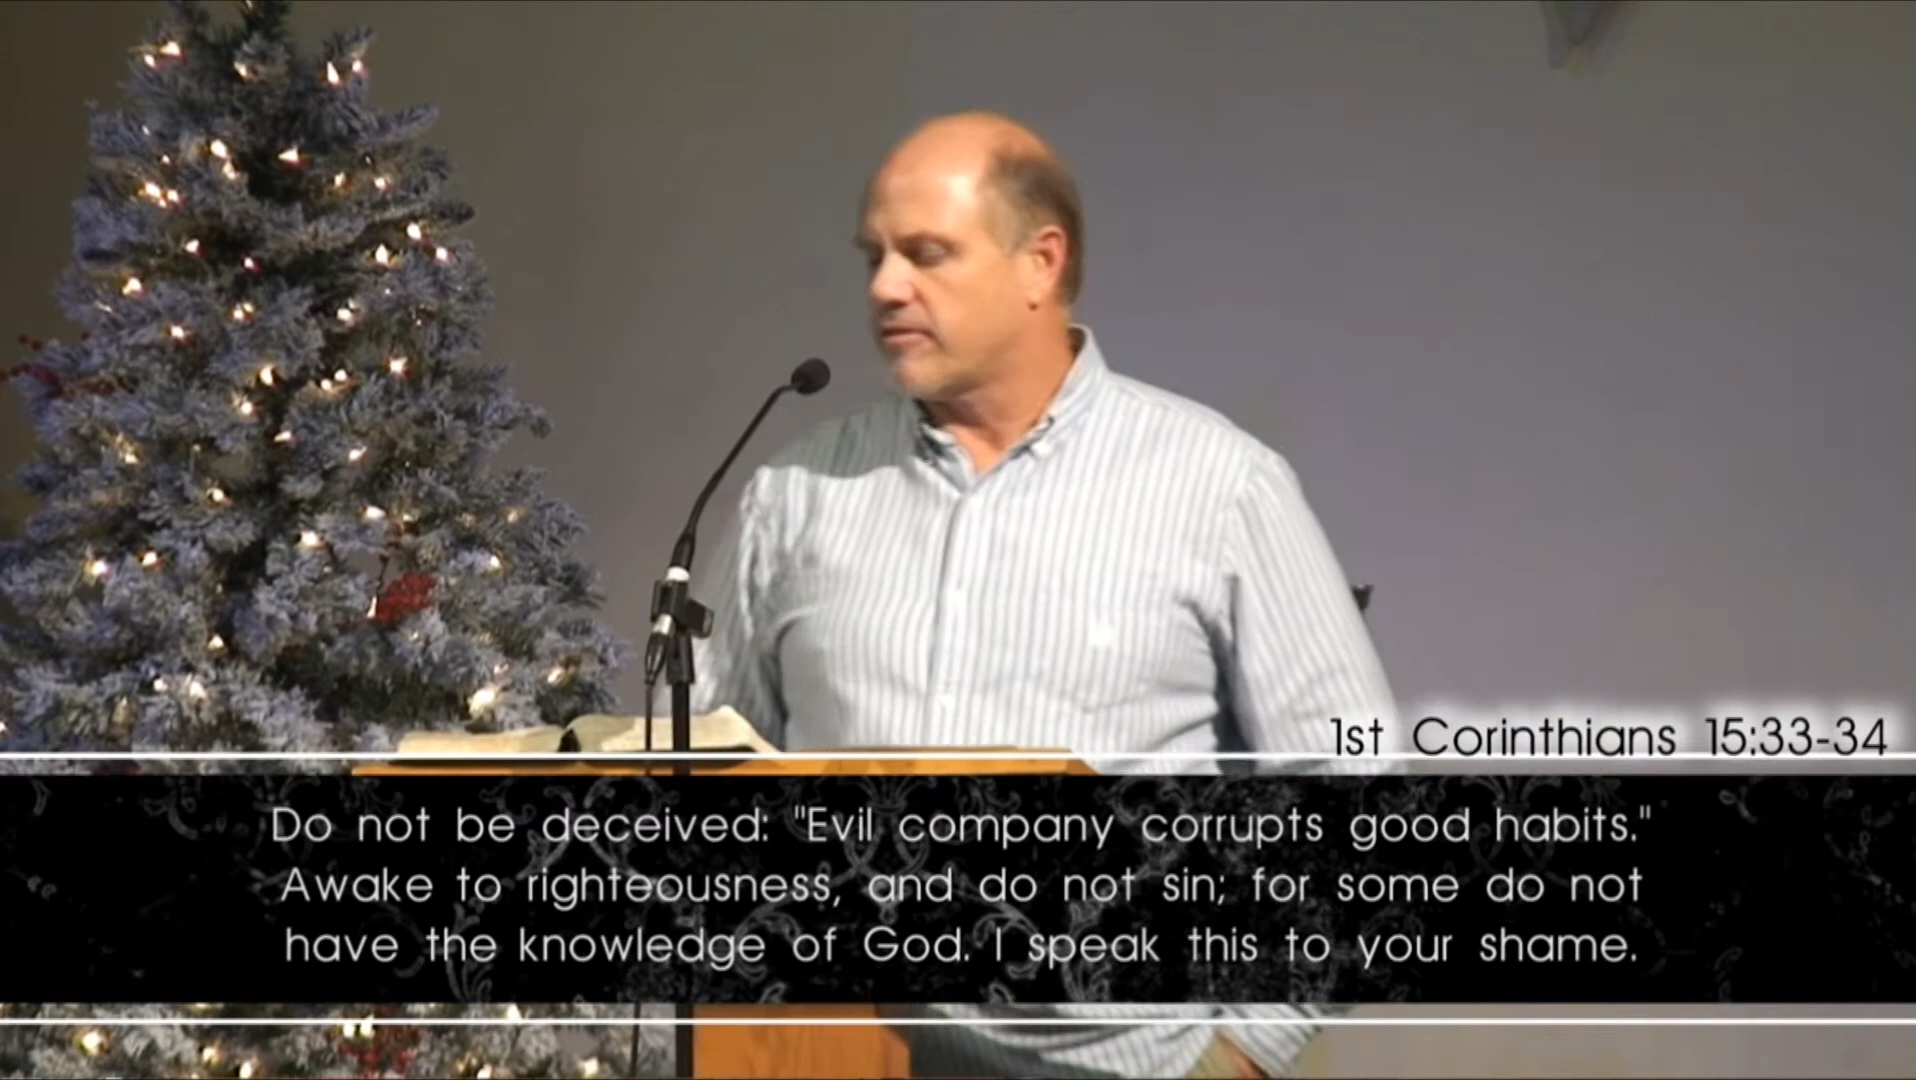 1st Corinthians 15:33-34
Do not be deceived: "Evil company corrupts good habits."
Awake to righteousness, and do not sin; for some do not
have the knowledge of God. I speak this to your shame.